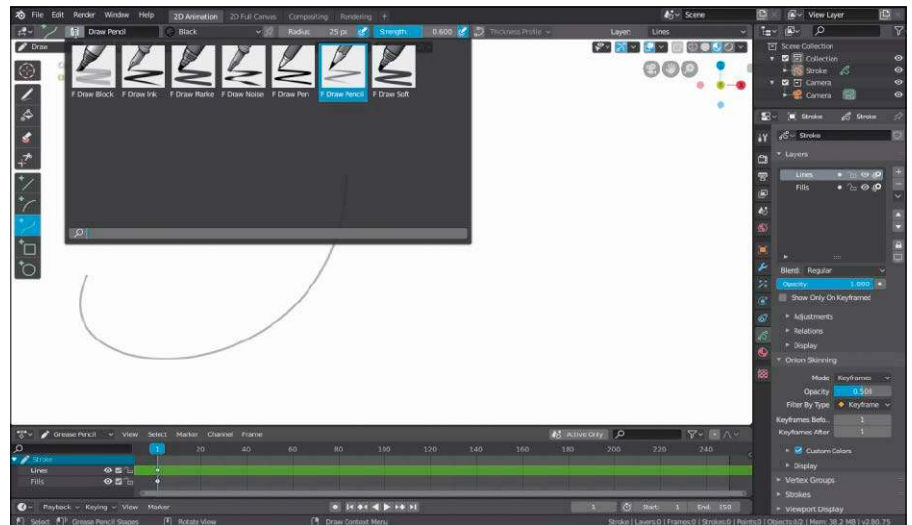 File Edit Render Window Help 2D Animation 2D Full Canvas Compositing Rendering + Scene View Layer
Draw Pencil Black Radius: 25 px Strength: 0.600 Thickness Profile Layer: Lines
Draw
F Draw Block F Draw Ink F Draw Marke F Draw Noise F Draw Pen F Draw Pencil F Draw Soft
Scene Collection
Collection
Stroke
Camera
Camera
Stroke Stroke
Stroke
Layers
Lines
Fills
Blend: Regular
Opacity: 1.000
Show Only On Keyframed
Adjustments
Relations
Display
Onion Skinning
Mode Keyframes
Opacity 0.500
Filter By Type Keyframe
Keyframes Befo.. 1
Keyframes After 1
Custom Colors
Display
Vertex Groups
Strokes
Viewport Display
Grease Pencil View Select Marker Channel Frame Active Only
1 20 40 60 80 100 120 140 160 180 200 220 240
Stroke
Lines
Fills
Playback Keying View Marker 1 Start: 1 End: 250
Select Grease Pencil Shapes Rotate View Draw Context Menu Stroke | Layers:0 | Frames:0 | Strokes:0 | Points:0 | Objects:0/2 | Mem: 38.2 MB | v2.80.75